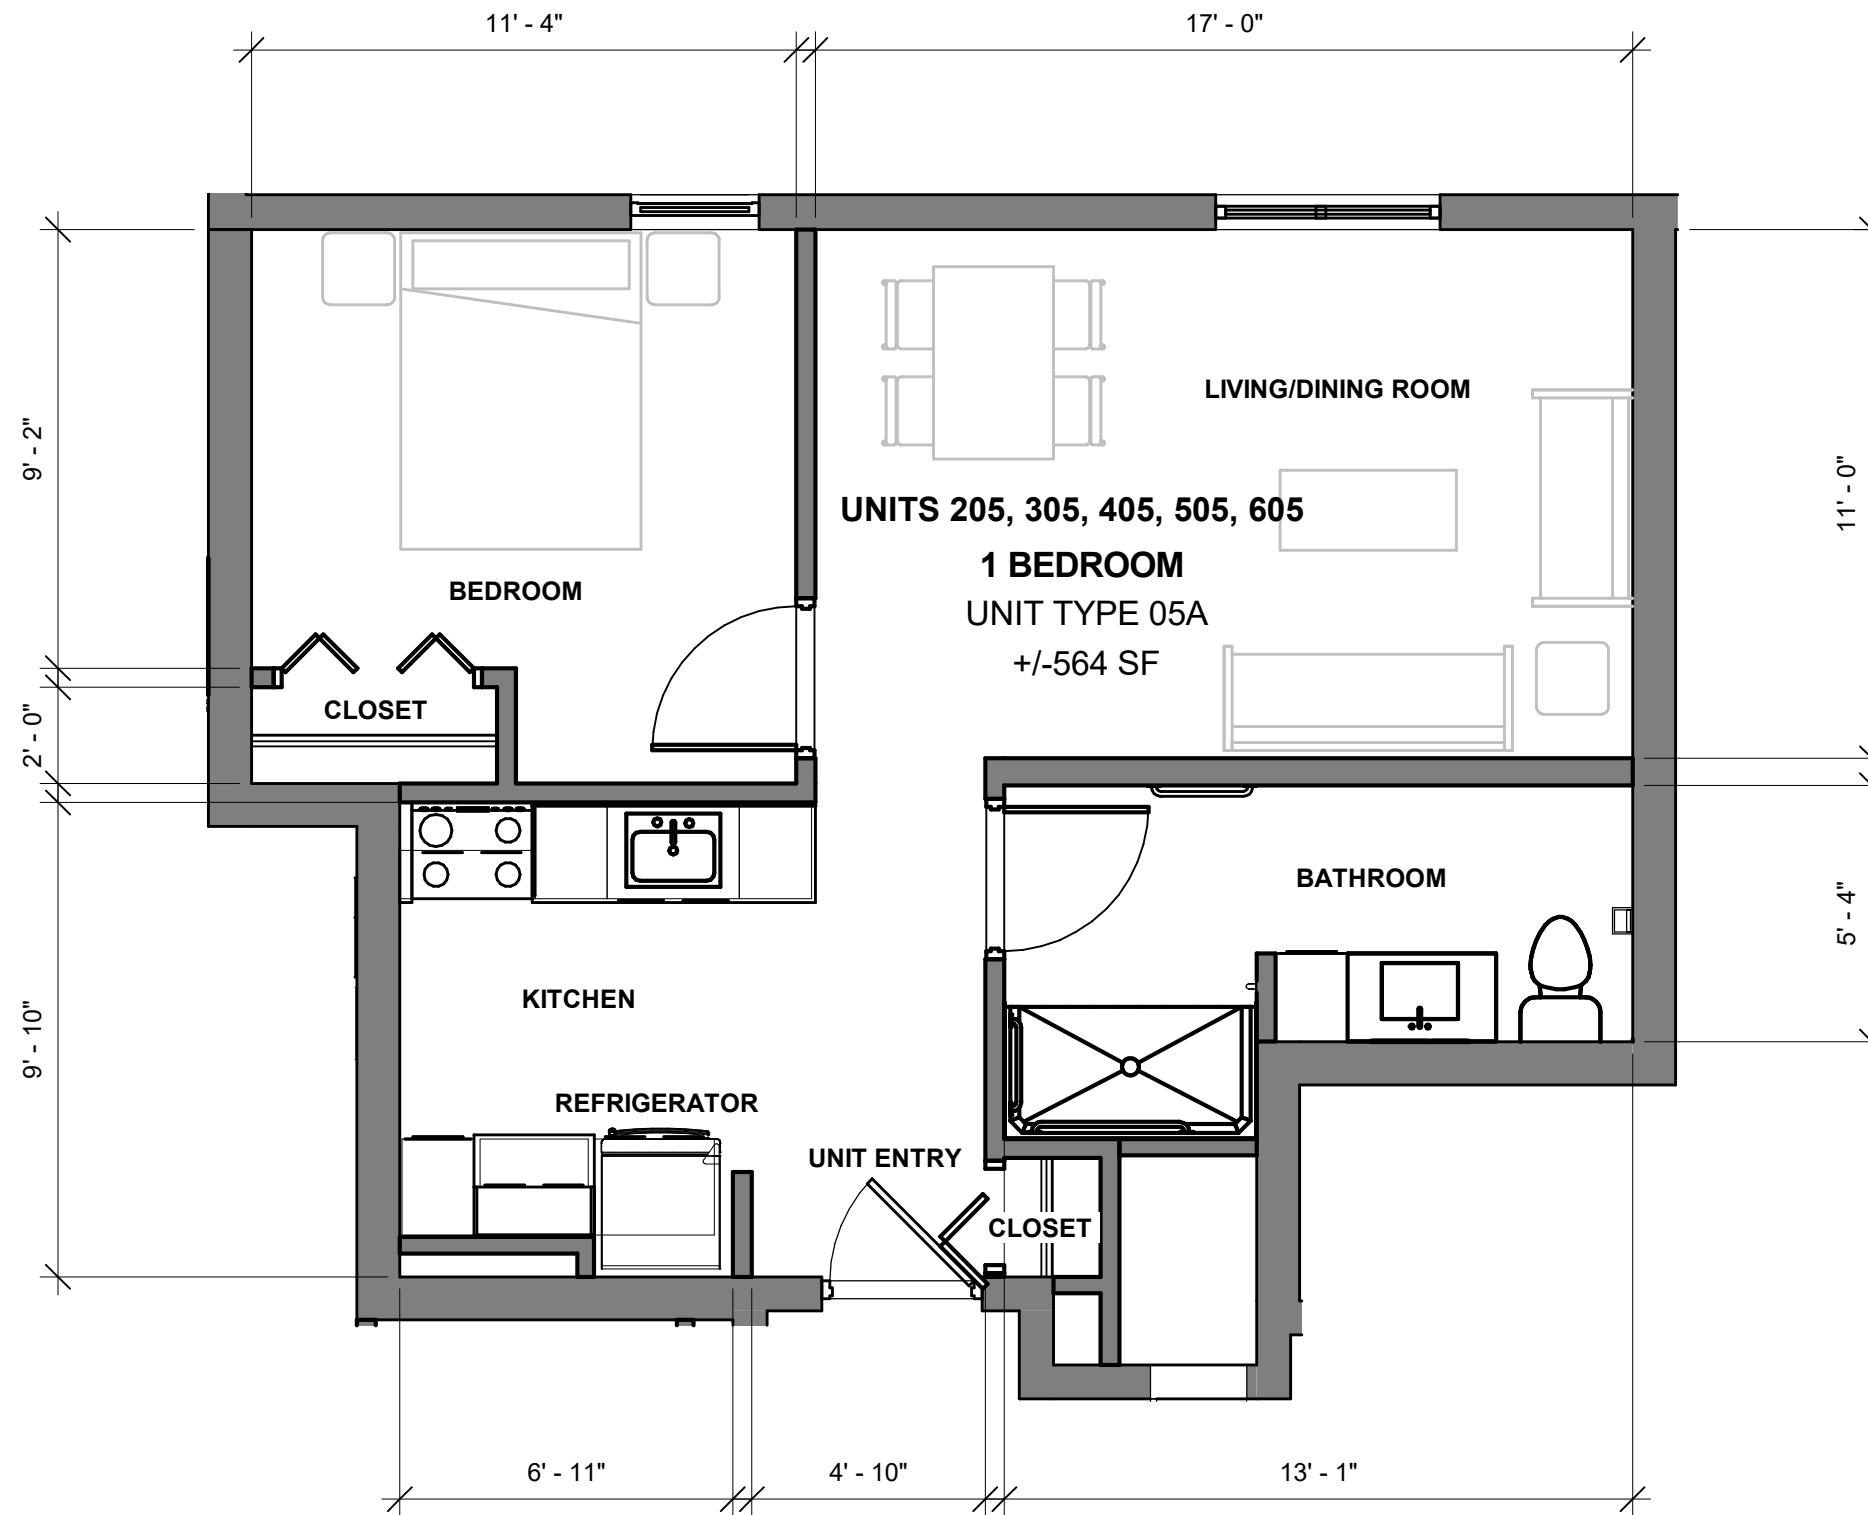 11' - 4"
17' - 0"
9' - 2"
LIVING/DINING ROOM
11' - 0"
UNITS 205, 305, 405, 505, 605
1 BEDROOM
UNIT TYPE 05A
+/-564 SF
BEDROOM
CLOSET
2' - 0"
BATHROOM
5' - 4"
KITCHEN
9' - 10"
REFRIGERATOR
UNIT ENTRY
CLOSET
6' - 11"
4' - 10"
13' - 1"